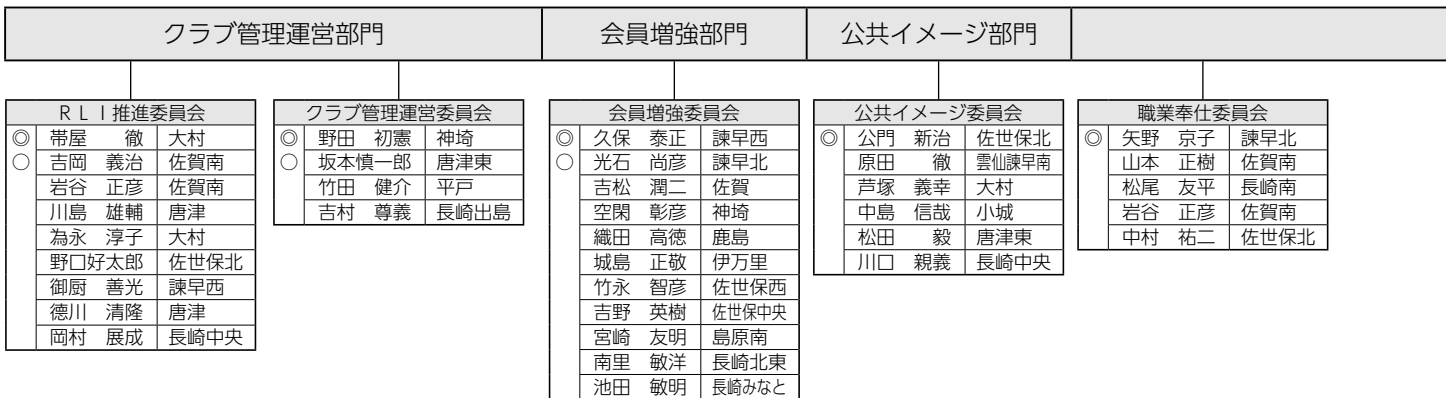 クラブ管理運営部門
会員増強部門
公共イメージ部門
ＲＬＩ推進委員会
◎ 帯屋　徹 大村
○ 吉岡　義治 佐賀南
岩谷　正彦 佐賀南
川島　雄輔 唐津
為永　淳子 大村
野口好太郎 佐世保北
御厨　善光 諫早西
德川　清隆 唐津
岡村　展成 長崎中央
クラブ管理運営委員会
◎ 野田　初憲 神埼
○ 坂本慎一郎 唐津東
竹田　健介 平戸
吉村　尊義 長崎出島
会員増強委員会
◎ 久保　泰正 諫早西
○ 光石　尚彦 諫早北
吉松　潤二 佐賀
空閑　彰彦 神埼
織田　高徳 鹿島
城島　正敬 伊万里
竹永　智彦 佐世保西
吉野　英樹 佐世保中央
宮崎　友明 島原南
南里　敏洋 長崎北東
池田　敏明 長崎みなと
公共イメージ委員会
◎ 公門　新治 佐世保北
原田　徹 雲仙諫早南
芦塚　義幸 大村
中島　信哉 小城
松田　毅 唐津東
川口　親義 長崎中央
職業奉仕委員会
◎ 矢野　京子 諫早北
山本　正樹 佐賀南
松尾　友平 長崎南
岩谷　正彦 佐賀南
中村　祐二 佐世保北